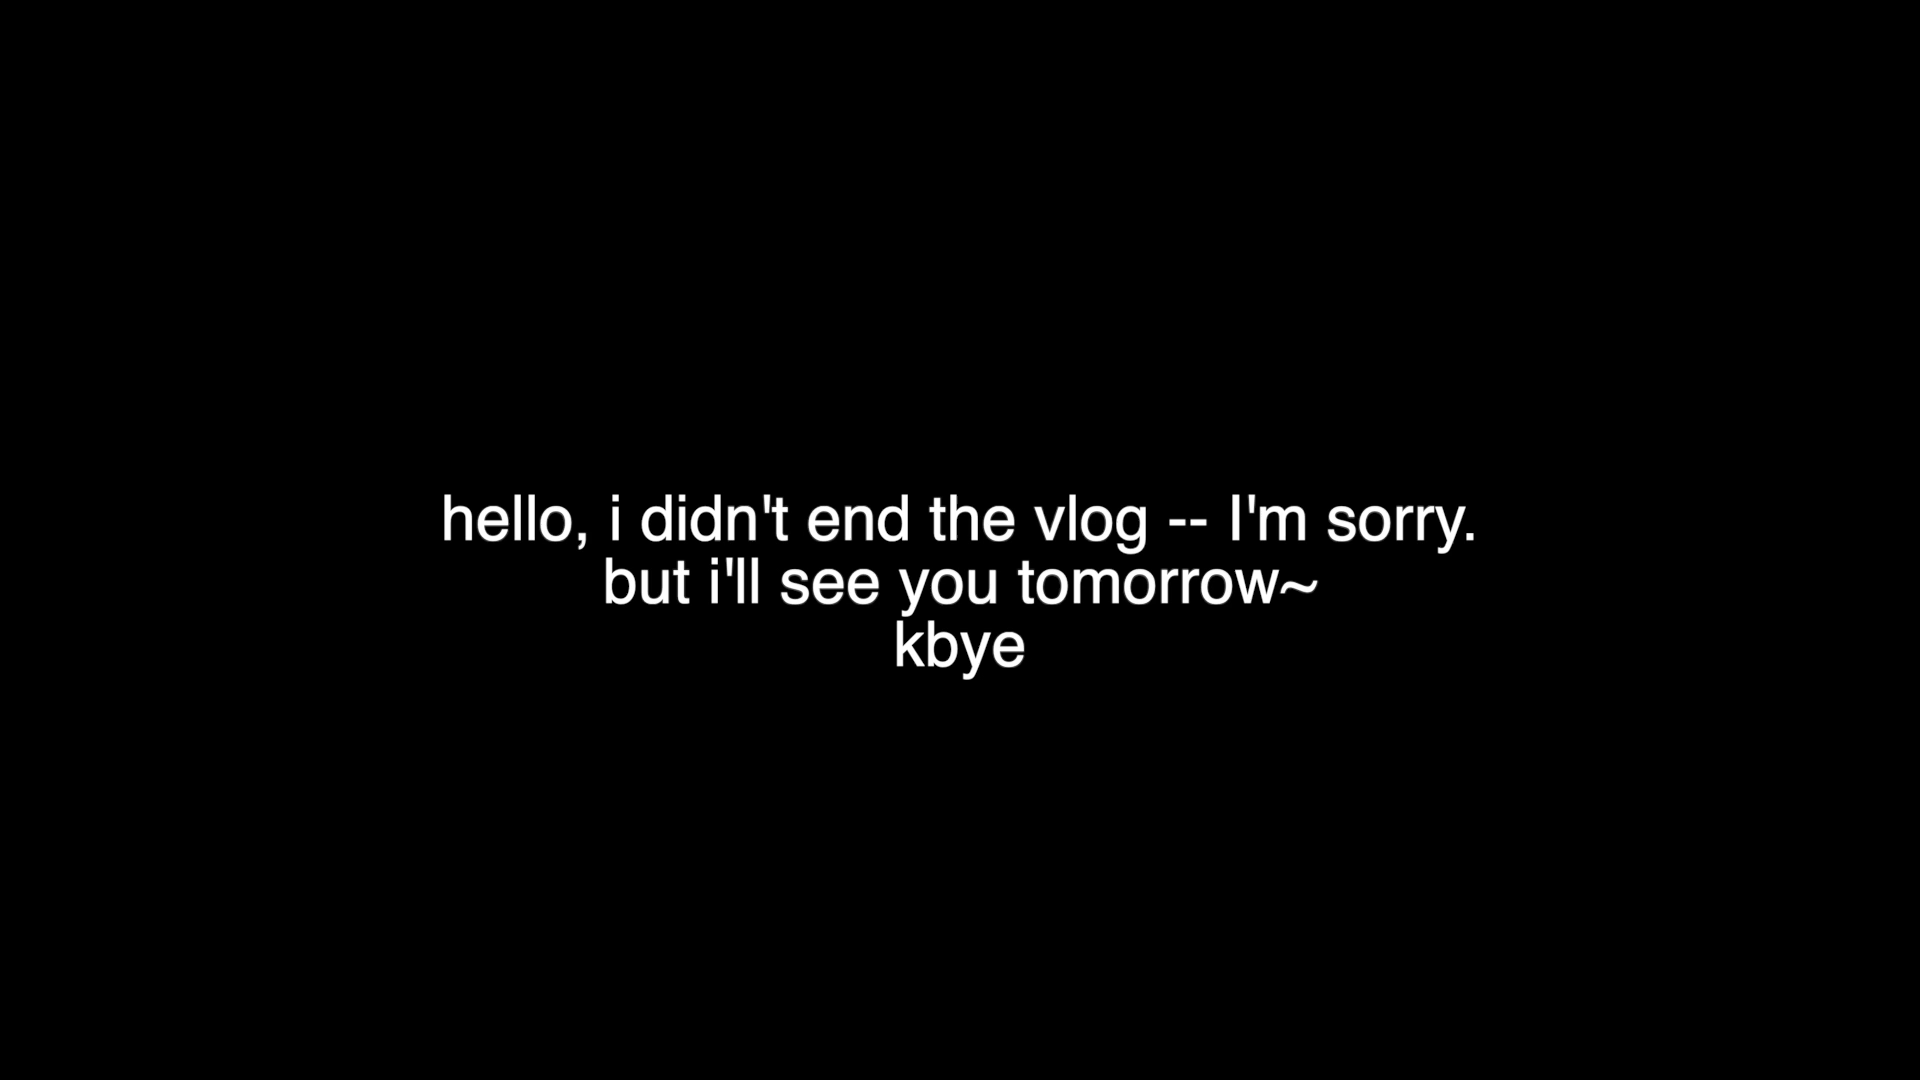 hello, i didn't end the vlog -- I'm sorry.
but i'll see you tomorrow~
kbye